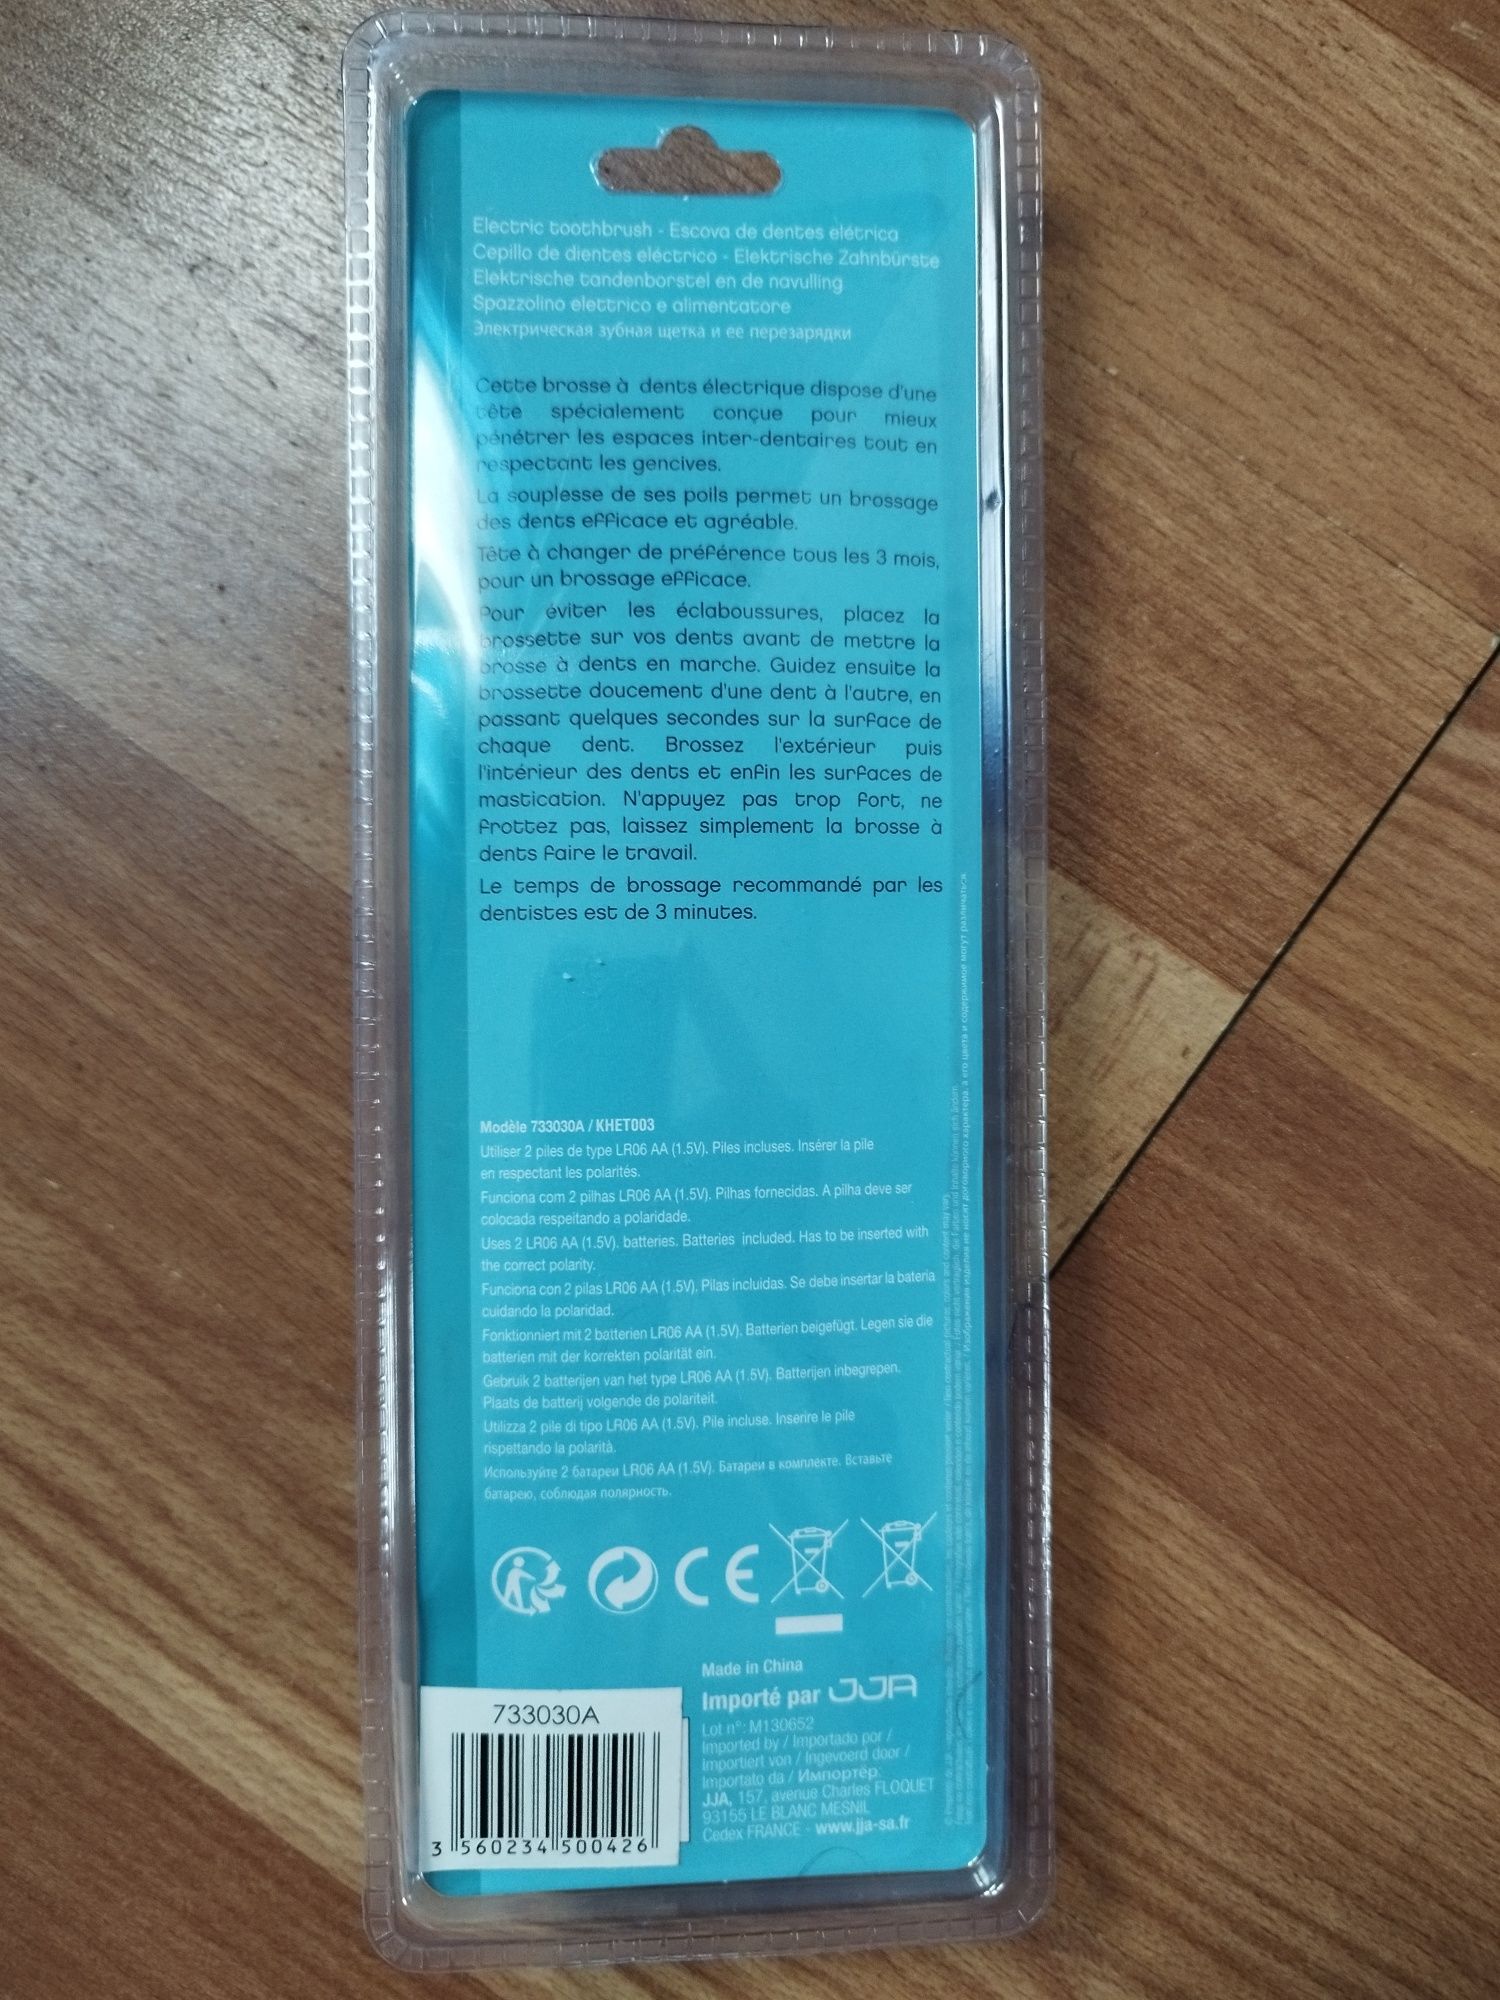 Electric toothbrush - Escova de dentes elétrica
Cepillo de dientes eléctrico - Elektrische Zahnbürste
Elektrische tandenborstel en de navulling
Spazzolino elettrico e alimentatore
Электрическая зубная щетка и ее перезарядки
Cette brosse à dents électrique dispose d'une
tête spécialement conçue pour mieux
pénétrer les espaces inter-dentaires tout en
respectant les gencives.
La souplesse de ses poils permet un brossage
des dents efficace et agréable.
Tête à changer de préférence tous les 3 mois,
pour un brossage efficace.
Pour éviter les éclaboussures, placez la
brossette sur vos dents avant de mettre la
brosse à dents en marche. Guidez ensuite la
brossette doucement d'une dent à l'autre, en
passant quelques secondes sur la surface de
chaque dent. Brossez l'extérieur puis
l'intérieur des dents et enfin les surfaces de
mastication. N'appuyez pas trop fort, ne
frottez pas, laissez simplement la brosse à
dents faire le travail.
Le temps de brossage recommandé par les
dentistes est de 3 minutes.
Modèle 733030A / KHET003
Utiliser 2 piles de type LR06 AA (1.5V). Piles incluses. Insérer la pile
en respectant les polarités.
Funciona com 2 pilhas LR06 AA (1.5V). Pilhas fornecidas. A pilha deve ser
colocada respeitando a polaridade.
Uses 2 LR06 AA (1.5V). batteries. Batteries included. Has to be inserted with
the correct polarity.
Funciona con 2 pilas LR06 AA (1.5V). Pilas incluidas. Se debe insertar la bateria
cuidando la polaridad.
Fonktionniert mit 2 batterien LR06 AA (1.5V). Batterien beigefügt. Legen sie die
batterien mit der korrekten polarität ein.
Gebruik 2 batterijen van het type LR06 AA (1.5V). Batterijen inbegrepen.
Plaats de batterij volgende de polariteit.
Utilizza 2 pile di tipo LR06 AA (1.5V). Pile incluse. Inserire le pile
rispettando la polarità.
Используйте 2 батареи LR06 AA (1.5V). Батареи в комплекте. Вставьте
батарею, соблюдая полярность.
CE
Made in China
Importé par JJA
Lot n°: M130652
Imported by / Importado por /
Importiert von / Ingevoerd door /
Importato da / Импортёр:
JJA, 157, avenue Charles FLOQUET
93155 LE BLANC MESNIL
Cedex FRANCE - www.jja-sa.fr
733030A
3 560234 500426